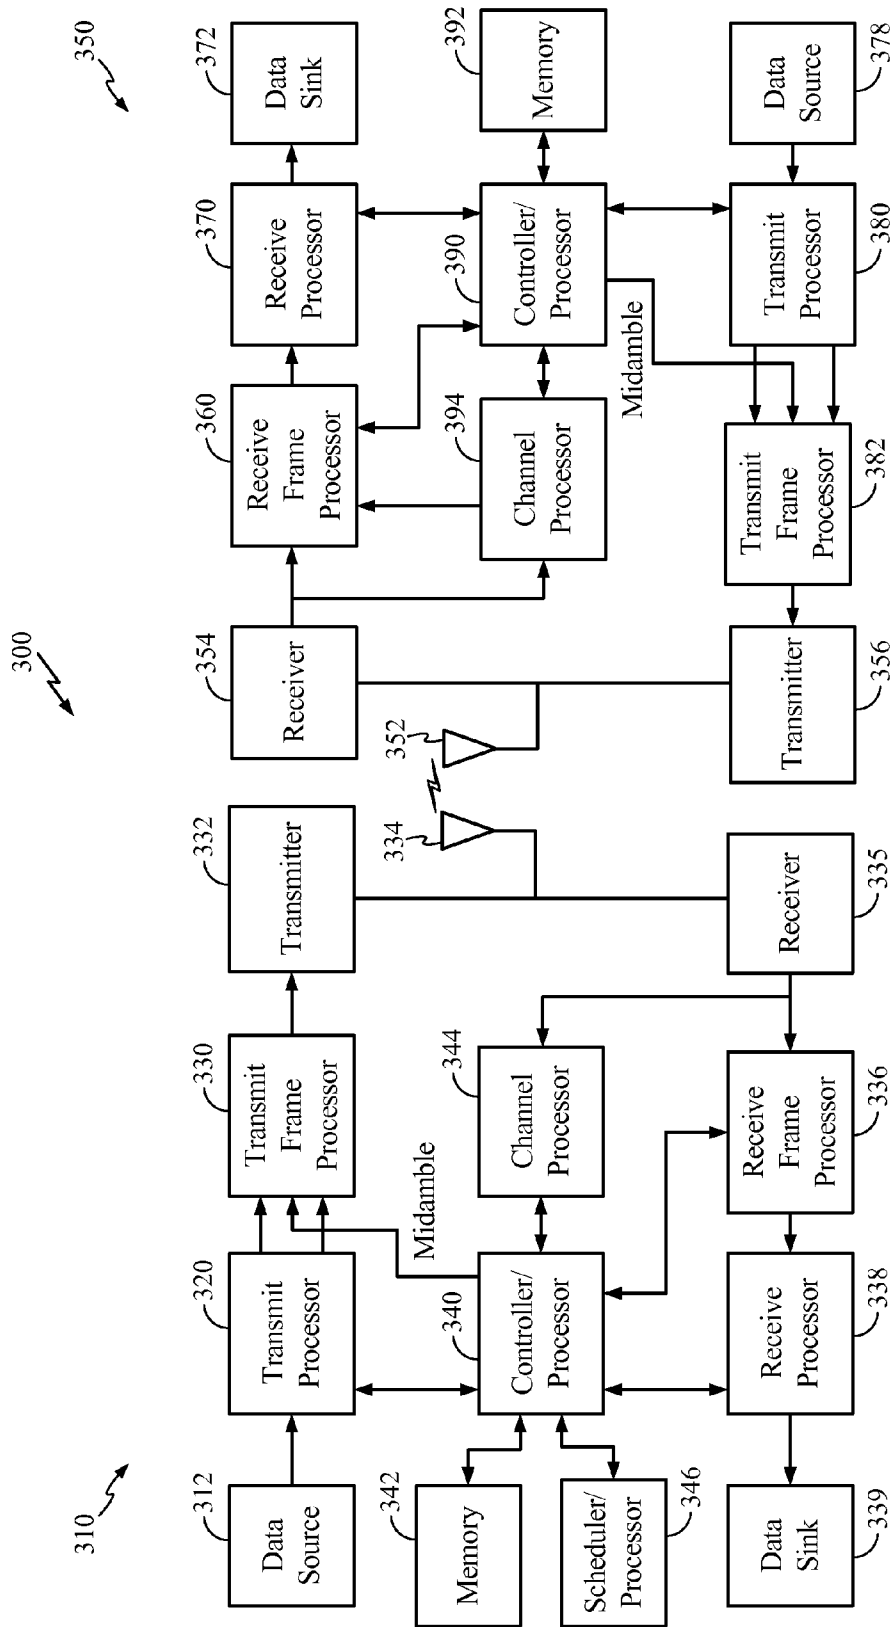 300
310
350
312
Data
Source
320
Transmit
Processor
330
Transmit
Frame
Processor
332
Transmitter
354
Receiver
360
Receive
Frame
Processor
370
Receive
Processor
372
Data
Sink
Midamble
334
352
342
Memory
340
Controller/
Processor
344
Channel
Processor
394
Channel
Processor
390
Controller/
Processor
392
Memory
Scheduler/
Processor
346
Midamble
Data
Sink
339
Receive
Processor
338
Receive
Frame
Processor
336
Receiver
335
Transmitter
356
Transmit
Frame
Processor
382
Transmit
Processor
380
Data
Source
378